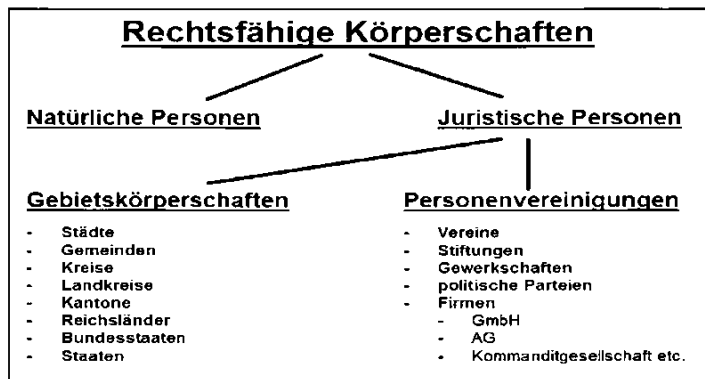 Rechtsfähige Körperschaften
Natürliche Personen
Juristische Personen
Gebietskörperschaften
- Städte
- Gemeinden
- Kreise
- Landkreise
- Kantone
- Reichsländer
- Bundesstaaten
- Staaten
Personenvereinigungen
- Vereine
- Stiftungen
- Gewerkschaften
- politische Parteien
- Firmen
- GmbH
- AG
- Kommanditgesellschaft etc.